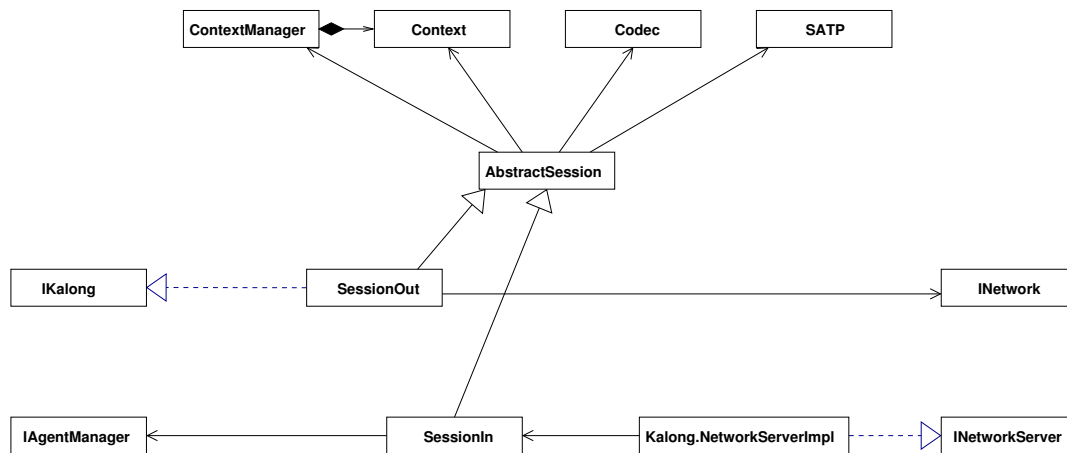 ContextManager
Context
Codec
SATP
AbstractSession
IKalong
SessionOut
INetwork
IAgentManager
SessionIn
Kalong.NetworkServerImpl
INetworkServer